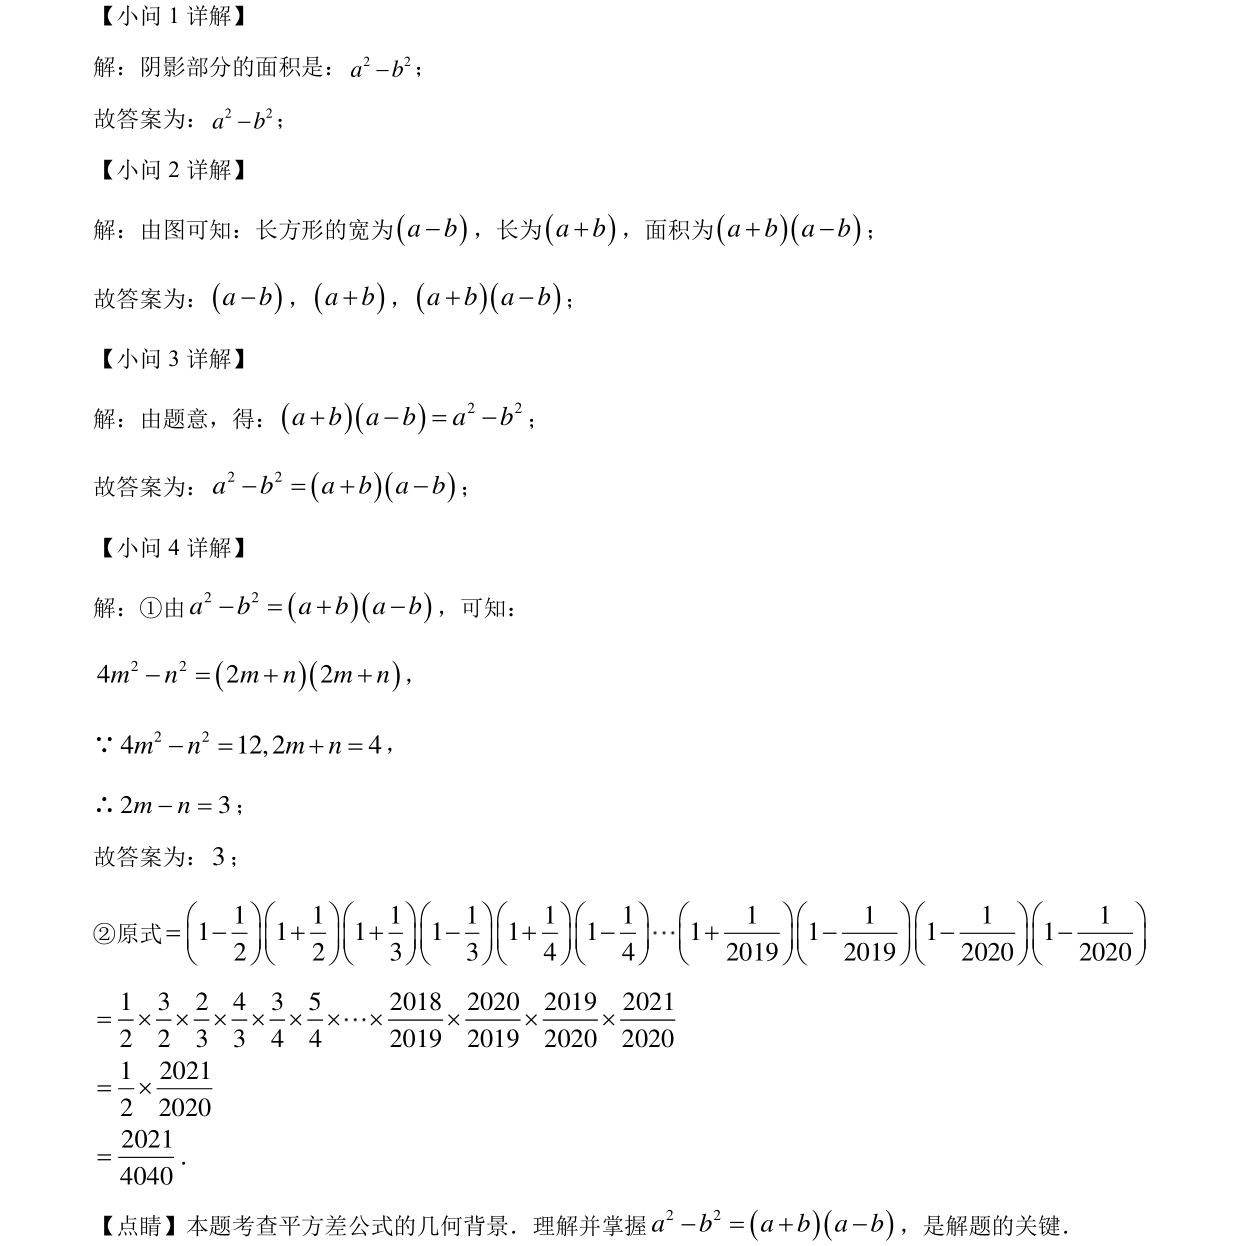 【小问 1 详解】
解：阴影部分的面积是：a²－b²；
故答案为：a²－b²；
【小问 2 详解】
解：由图可知：长方形的宽为(a－b)，长为(a+b)，面积为(a+b)(a－b)；
故答案为：(a－b)，(a+b)，(a+b)(a－b)；
【小问 3 详解】
解：由题意，得：(a+b)(a－b)=a²－b²；
故答案为：a²－b²=(a+b)(a－b)；
【小问 4 详解】
解：①由a²－b²=(a+b)(a－b)，可知：
4m²－n²=(2m+n)(2m+n)，
∵4m²－n²=12,2m+n=4，
∴2m－n=3；
故答案为：3；
②原式=(1－1/2)(1+1/2)(1+1/3)(1－1/3)(1+1/4)(1－1/4)⋯(1+1/2019)(1－1/2019)(1－1/2020)(1－1/2020)
=1/2×3/2×2/3×4/3×3/4×5/4×⋯×2018/2019×2020/2019×2019/2020×2021/2020
=1/2×2021/2020
=2021/4040．
【点睛】本题考查平方差公式的几何背景．理解并掌握a²－b²=(a+b)(a－b)，是解题的关键．